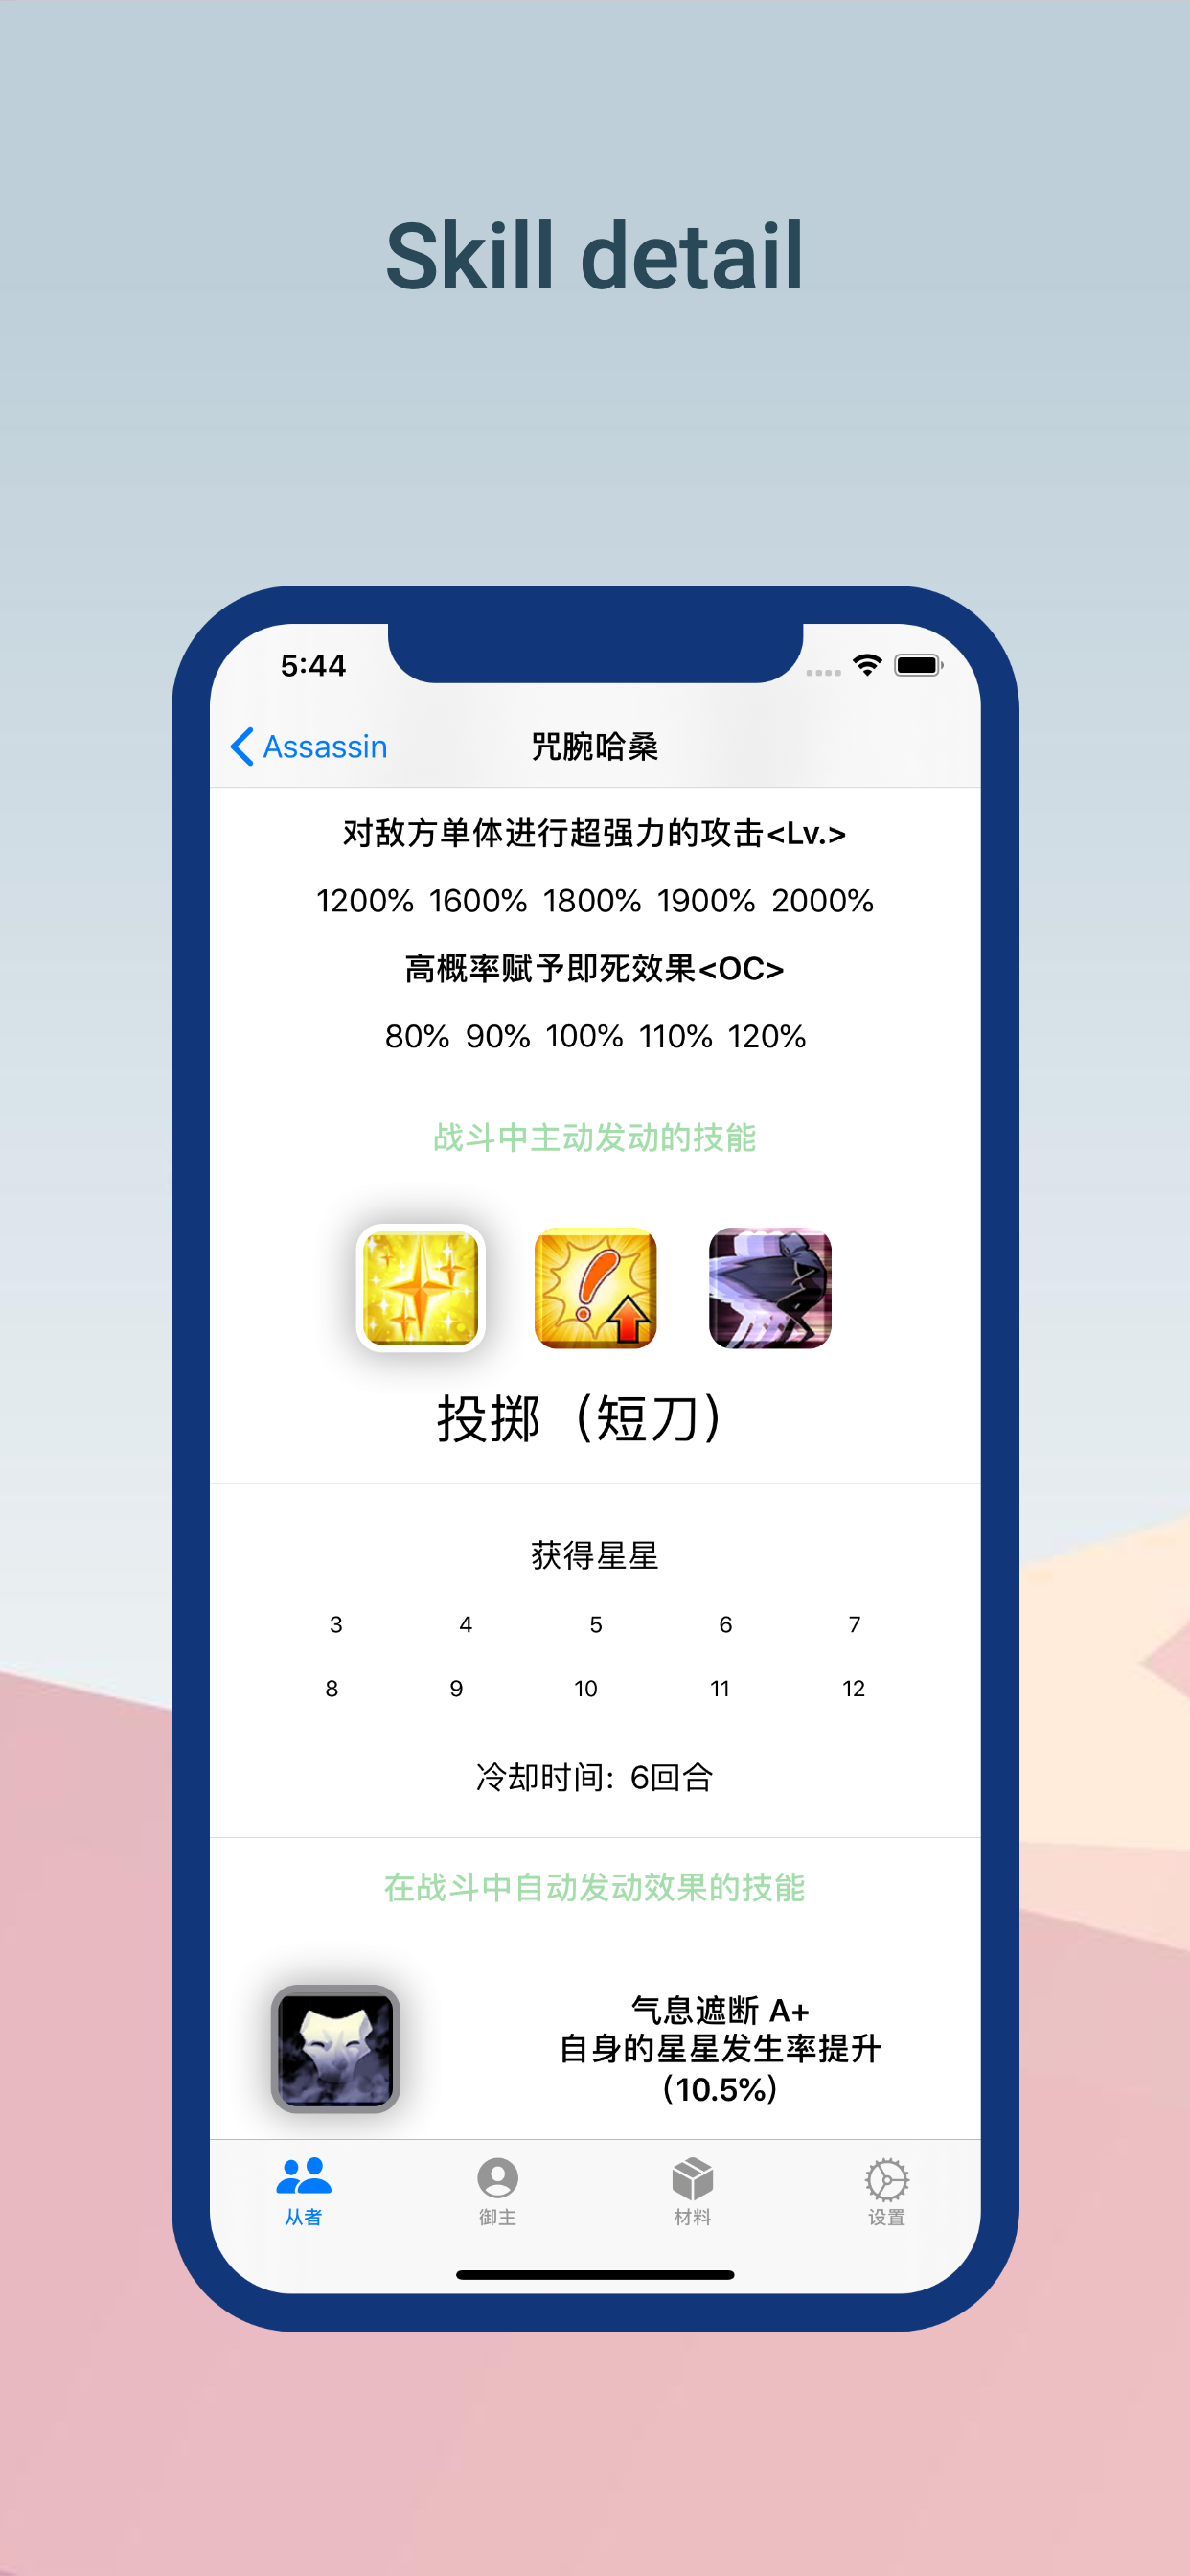 Skill detail
5:44
Assassin
咒腕哈桑
对敌方单体进行超强力的攻击<Lv.>
1200% 1600% 1800% 1900% 2000%
高概率赋予即死效果<OC>
80% 90% 100% 110% 120%
战斗中主动发动的技能
投掷（短刀）
获得星星
3 4 5 6 7
8 9 10 11 12
冷却时间: 6回合
在战斗中自动发动效果的技能
气息遮断 A+
自身的星星发生率提升
（10.5%）
从者 御主 材料 设置